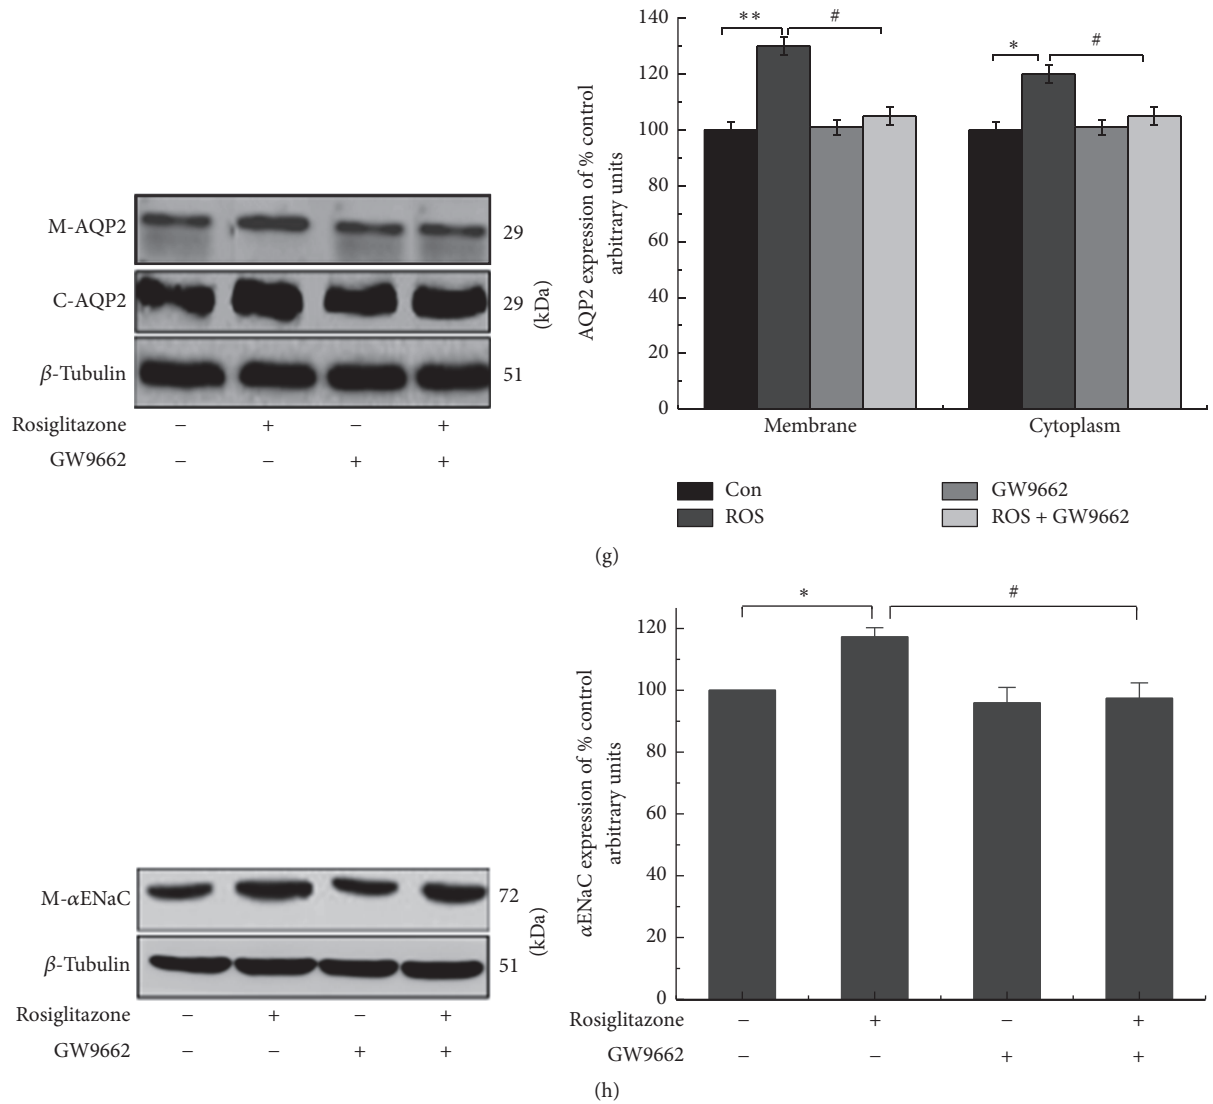 M-AQP2
29
C-AQP2
29
(kDa)
β-Tubulin
51
Rosiglitazone − + − +
GW9662 − − + +
AQP2 expression of % control
arbitrary units
140
120
100
80
60
40
20
0
** #
* #
Membrane Cytoplasm
Con GW9662
ROS ROS + GW9662
(g)
M-αENaC
72
(kDa)
β-Tubulin
51
Rosiglitazone − + − +
GW9662 − − + +
αENaC expression of % control
arbitrary units
120
100
80
60
40
20
0
* #
Rosiglitazone − + − +
GW9662 − − + +
(h)